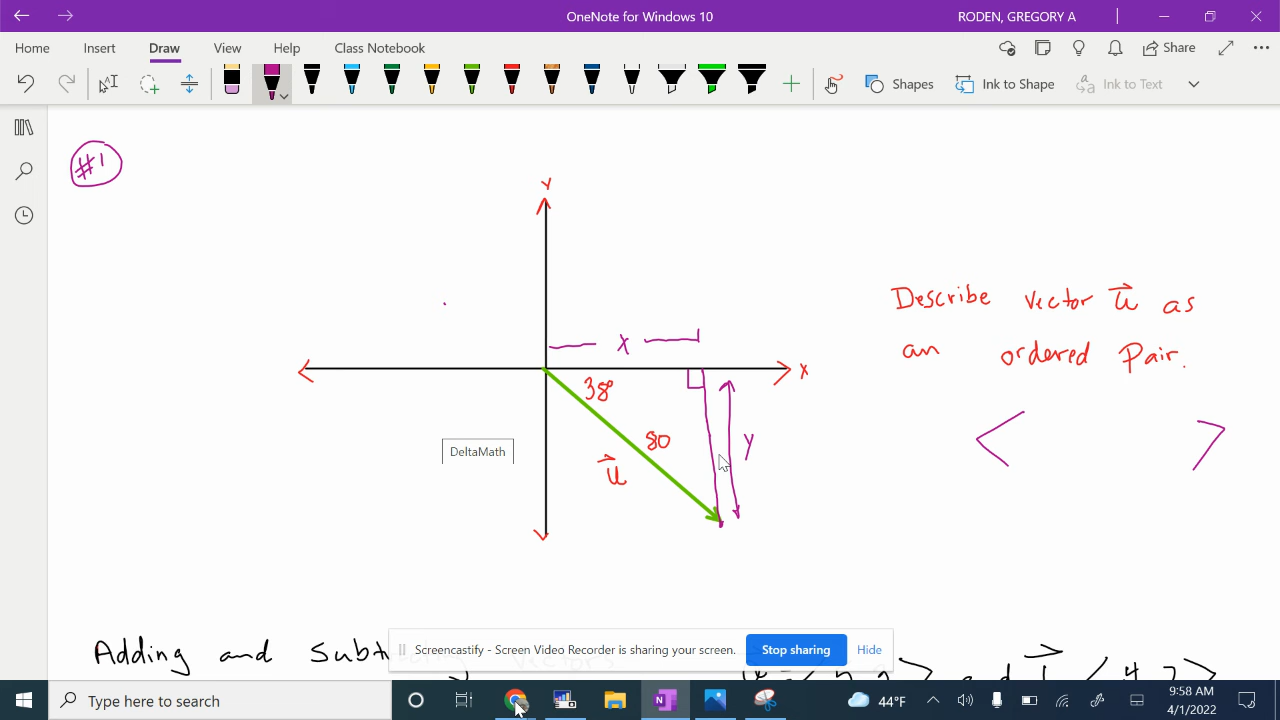 OneNote for Windows 10
RODEN, GREGORY A
Home Insert Draw View Help Class Notebook
Share
Shapes Ink to Shape Ink to Text
#1
Y
Describe vector u as
an ordered Pair.
x
X
38°
80
y
u
DeltaMath
< >
Adding and
Screencastify - Screen Video Recorder is sharing your screen. Stop sharing Hide
Type here to search
44°F
9:58 AM
4/1/2022